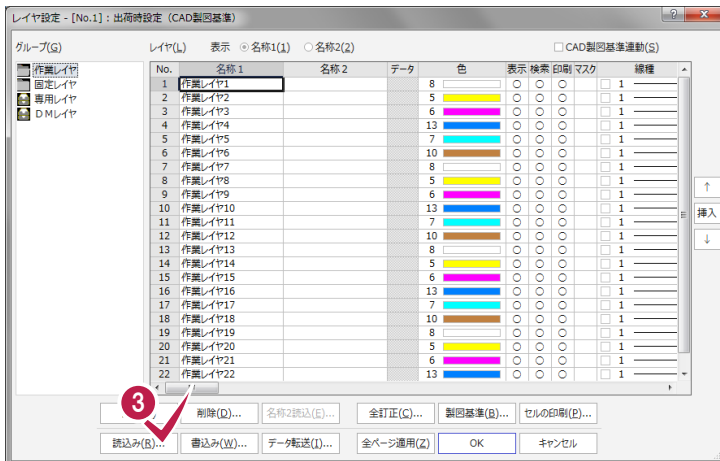 レイヤ設定 - [No.1] : 出荷時設定（CAD製図基準）
グループ(G) レイヤ(L) 表示 名称1(1) 名称2(2) CAD製図基準連動(S)
作業レイヤ
固定レイヤ
専用レイヤ
ＤＭレイヤ
No. 名称 1 名称 2 データ 色 表示 検索 印刷 マスク 線種
1 作業レイヤ1 8 ○ ○ ○ 1
2 作業レイヤ2 5 ○ ○ ○ 1
3 作業レイヤ3 6 ○ ○ ○ 1
4 作業レイヤ4 13 ○ ○ ○ 1
5 作業レイヤ5 7 ○ ○ ○ 1
6 作業レイヤ6 10 ○ ○ ○ 1
7 作業レイヤ7 8 ○ ○ ○ 1
8 作業レイヤ8 5 ○ ○ ○ 1
9 作業レイヤ9 6 ○ ○ ○ 1
10 作業レイヤ10 13 ○ ○ ○ 1
11 作業レイヤ11 7 ○ ○ ○ 1
12 作業レイヤ12 10 ○ ○ ○ 1
13 作業レイヤ13 8 ○ ○ ○ 1
14 作業レイヤ14 5 ○ ○ ○ 1
15 作業レイヤ15 6 ○ ○ ○ 1
16 作業レイヤ16 13 ○ ○ ○ 1
17 作業レイヤ17 7 ○ ○ ○ 1
18 作業レイヤ18 10 ○ ○ ○ 1
19 作業レイヤ19 8 ○ ○ ○ 1
20 作業レイヤ20 5 ○ ○ ○ 1
21 作業レイヤ21 6 ○ ○ ○ 1
22 作業レイヤ22 13 ○ ○ ○ 1
↑
挿入
↓
3
削除(D)... 名称2読込(E)... 全訂正(C)... 製図基準(B)... セルの印刷(P)...
読込み(R)... 書込み(W)... データ転送(I)... 全ページ適用(Z) OK キャンセル